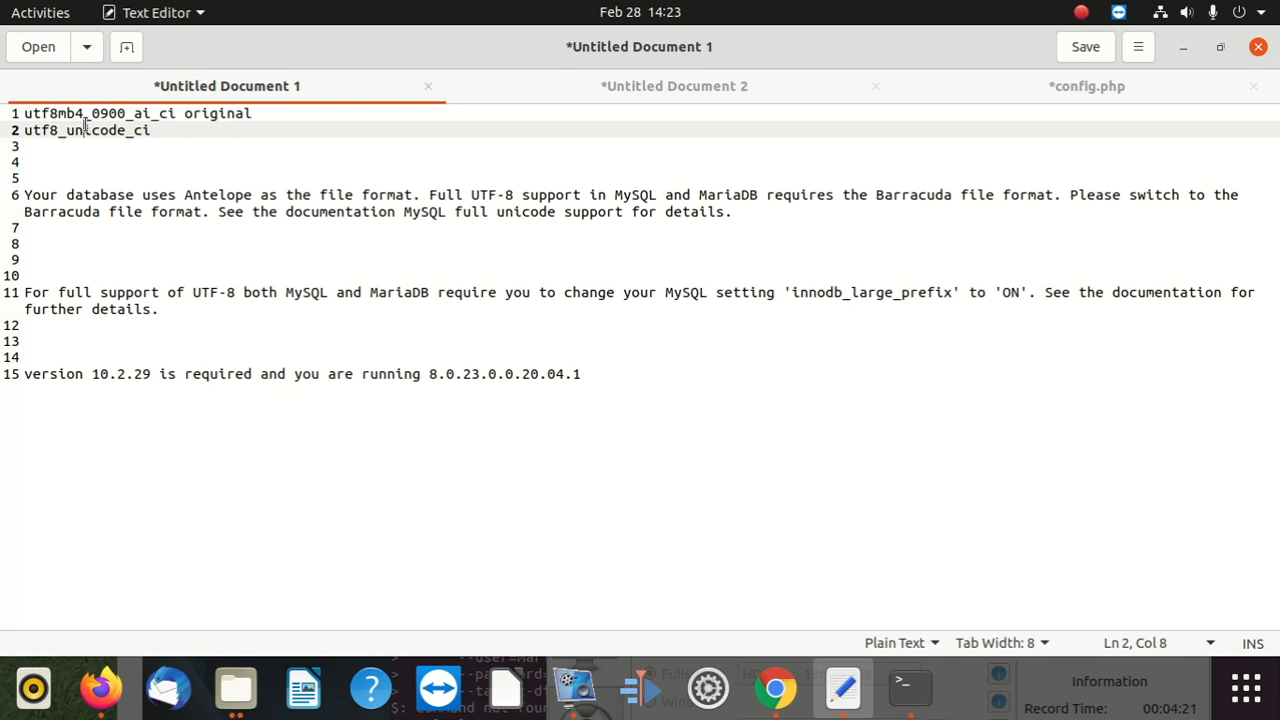 Activities
Text Editor
Feb 28 14:23
Open
*Untitled Document 1
Save
*Untitled Document 1
*Untitled Document 2
*config.php
1 utf8mb4_0900_ai_ci original
2 utf8_unicode_ci
3
4
5
6 Your database uses Antelope as the file format. Full UTF-8 support in MySQL and MariaDB requires the Barracuda file format. Please switch to the
Barracuda file format. See the documentation MySQL full unicode support for details.
7
8
9
10
11 For full support of UTF-8 both MySQL and MariaDB require you to change your MySQL setting 'innodb_large_prefix' to 'ON'. See the documentation for
further details.
12
13
14
15 version 10.2.29 is required and you are running 8.0.23.0.0.20.04.1
Plain Text
Tab Width: 8
Ln 2, Col 8
INS
Information
Record Time: 00:04:21